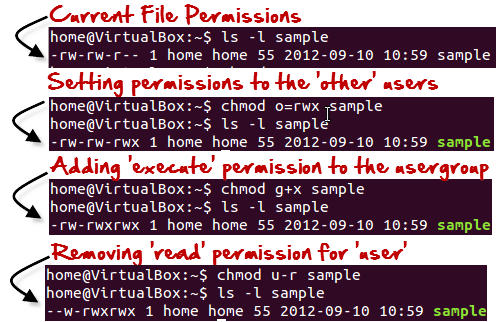 Current File Permissions
home@VirtualBox:~$ ls -l sample
-rw-rw-r-- 1 home home 55 2012-09-10 10:59 sample
Setting permissions to the 'other' users
home@VirtualBox:~$ chmod o=rwx sample
home@VirtualBox:~$ ls -l sample
-rw-rw-rwx 1 home home 55 2012-09-10 10:59 sample
Adding 'execute' permission to the usergroup
home@VirtualBox:~$ chmod g+x sample
home@VirtualBox:~$ ls -l sample
-rw-rwxrwx 1 home home 55 2012-09-10 10:59 sample
Removing 'read' permission for 'user'
home@VirtualBox:~$ chmod u-r sample
home@VirtualBox:~$ ls -l sample
--w-rwxrwx 1 home home 55 2012-09-10 10:59 sample